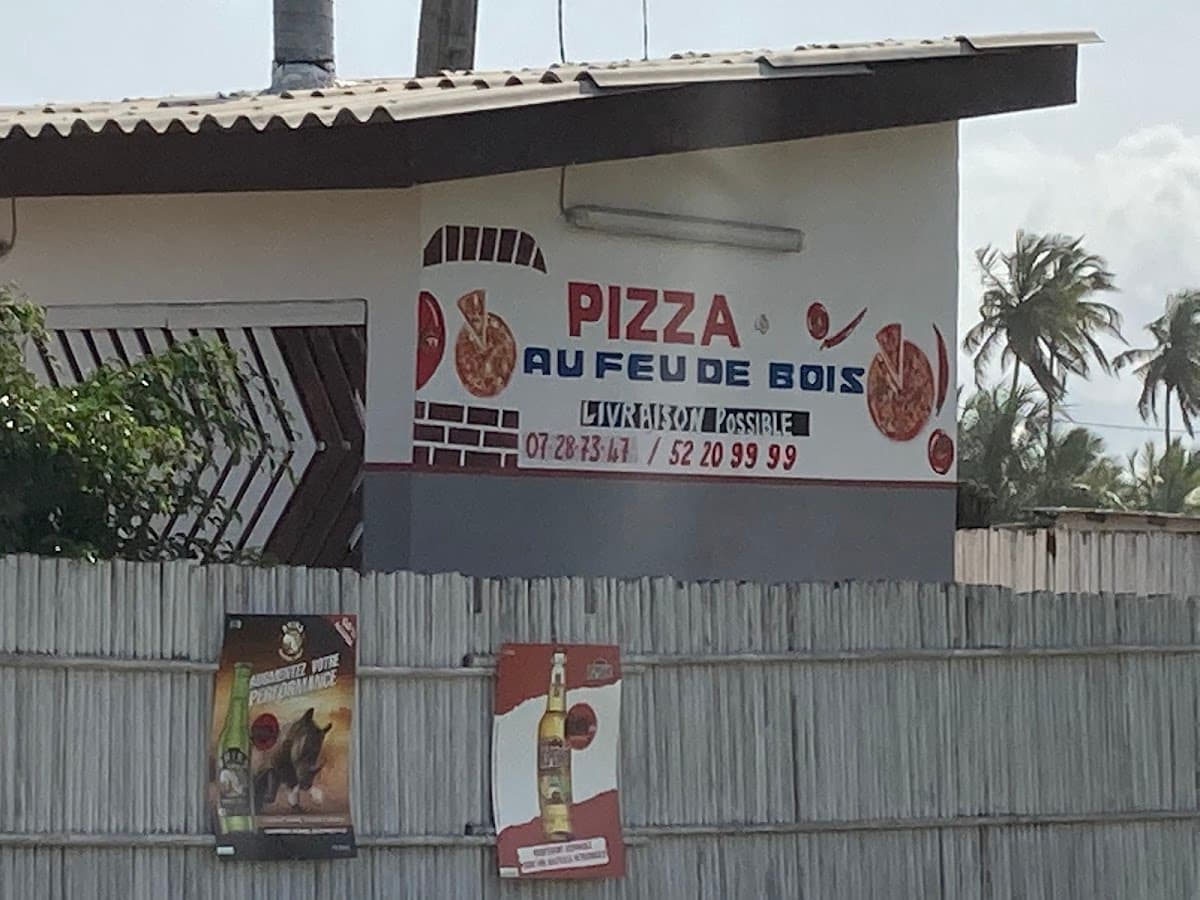 PIZZA
AU FEU DE BOIS
LIVRAISON POSSIBLE
07-28-73-47 / 52 20 99 99
AUGMENTEZ VOTRE
PERFORMANCE